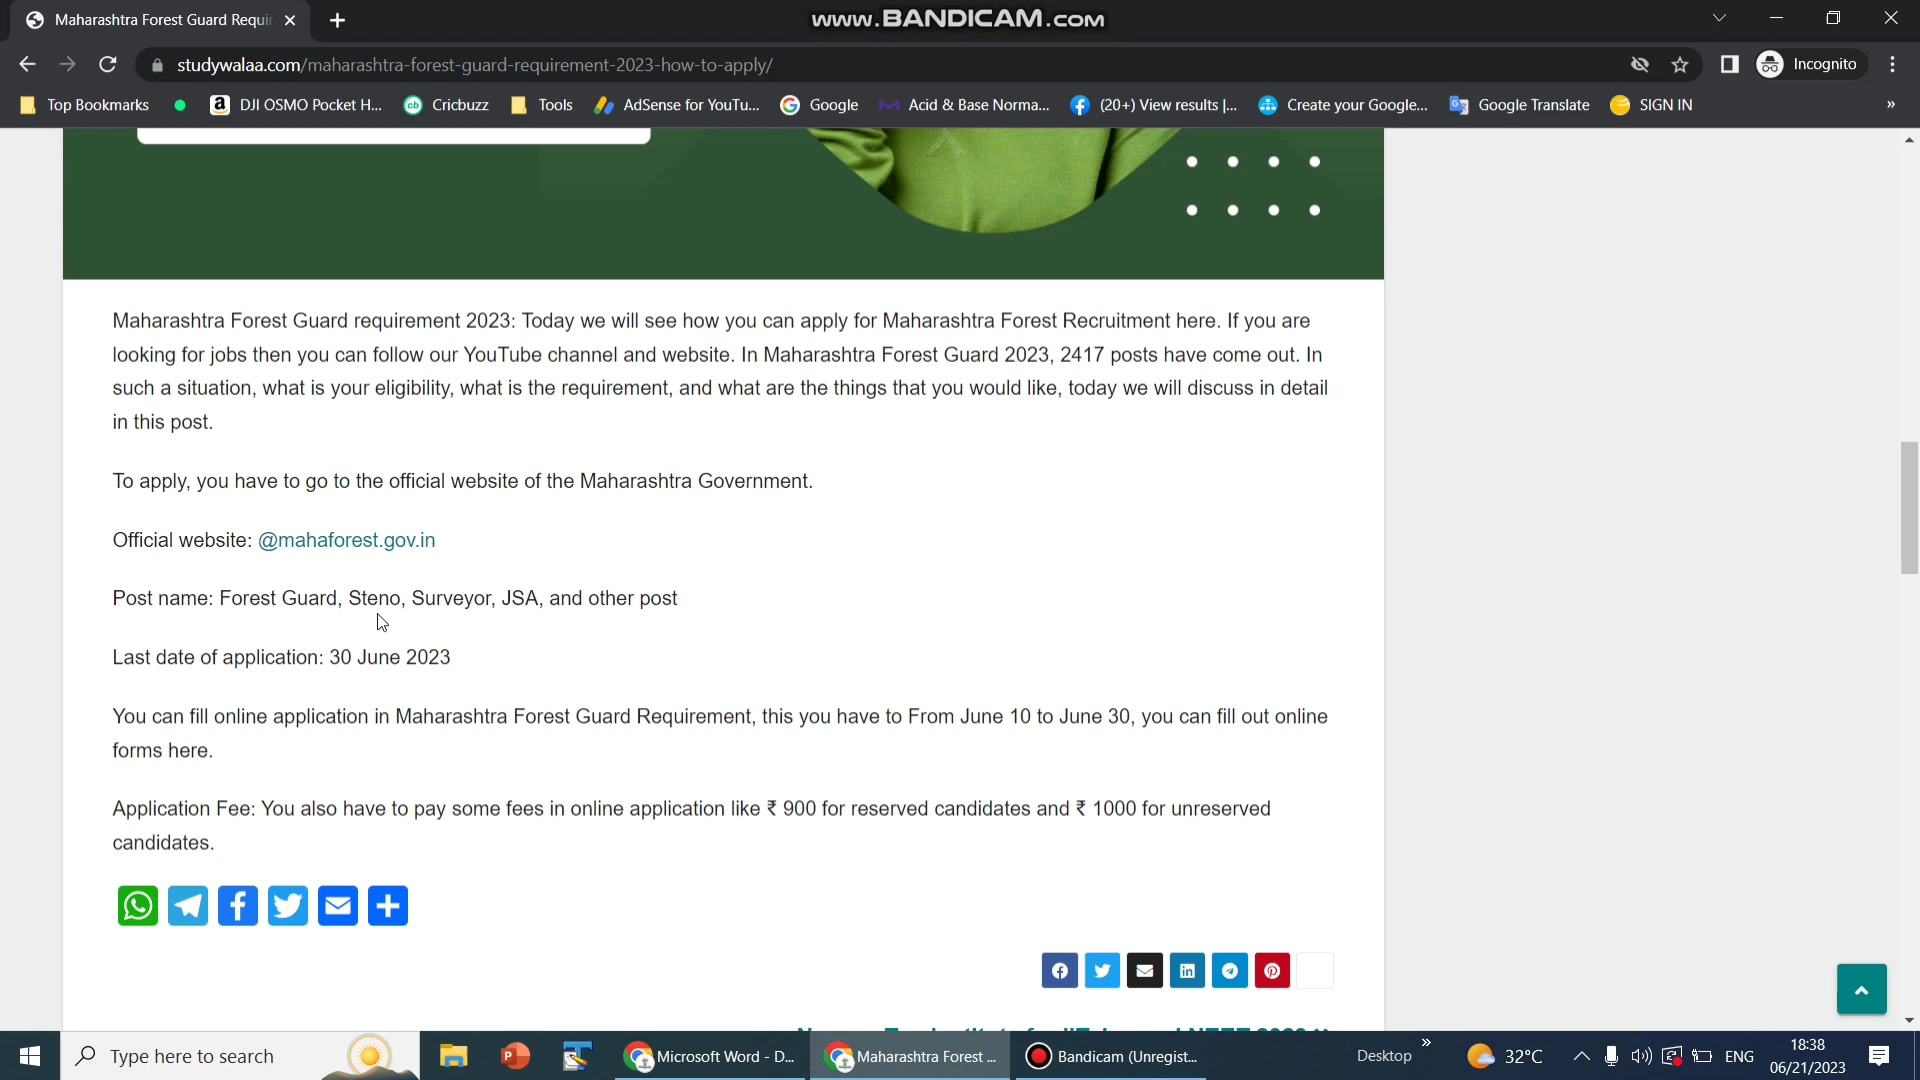 Maharashtra Forest Guard Requir
www.BANDICAM.com
studywalaa.com/maharashtra-forest-guard-requirement-2023-how-to-apply/
Incognito
Top Bookmarks
DJI OSMO Pocket H...
Cricbuzz
Tools
AdSense for YouTu...
Google
Acid & Base Norma...
(20+) View results |...
Create your Google...
Google Translate
SIGN IN
»
Maharashtra Forest Guard requirement 2023: Today we will see how you can apply for Maharashtra Forest Recruitment here. If you are
looking for jobs then you can follow our YouTube channel and website. In Maharashtra Forest Guard 2023, 2417 posts have come out. In
such a situation, what is your eligibility, what is the requirement, and what are the things that you would like, today we will discuss in detail
in this post.
To apply, you have to go to the official website of the Maharashtra Government.
Official website: @mahaforest.gov.in
Post name: Forest Guard, Steno, Surveyor, JSA, and other post
Last date of application: 30 June 2023
You can fill online application in Maharashtra Forest Guard Requirement, this you have to From June 10 to June 30, you can fill out online
forms here.
Application Fee: You also have to pay some fees in online application like ₹ 900 for reserved candidates and ₹ 1000 for unreserved
candidates.
Type here to search
Microsoft Word - D...
Maharashtra Forest ...
Bandicam (Unregist...
Desktop
»
32°C
ENG
18:38
06/21/2023